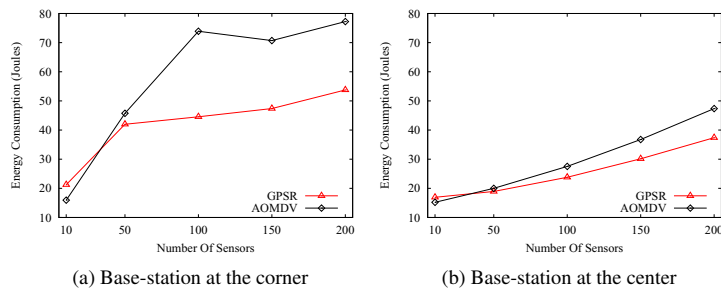 80
70
60
50
40
30
20
10
Energy Consumption (Joules)
GPSR
AOMDV
10 50 100 150 200
Number Of Sensors
(a) Base-station at the corner
80
70
60
50
40
30
20
10
Energy Consumption (Joules)
GPSR
AOMDV
10 50 100 150 200
Number Of Sensors
(b) Base-station at the center